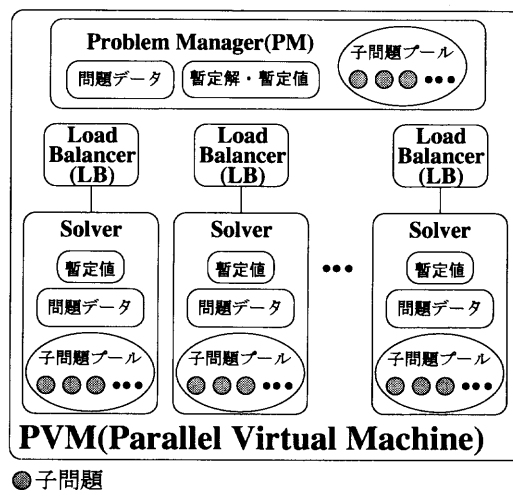 Problem Manager(PM)
問題データ
暫定解・暫定値
子問題プール
•••
Load
Balancer
(LB)
Load
Balancer
(LB)
Load
Balancer
(LB)
Solver
暫定値
問題データ
子問題プール
•••
Solver
暫定値
問題データ
子問題プール
•••
•••
Solver
暫定値
問題データ
子問題プール
•••
PVM(Parallel Virtual Machine)
子問題